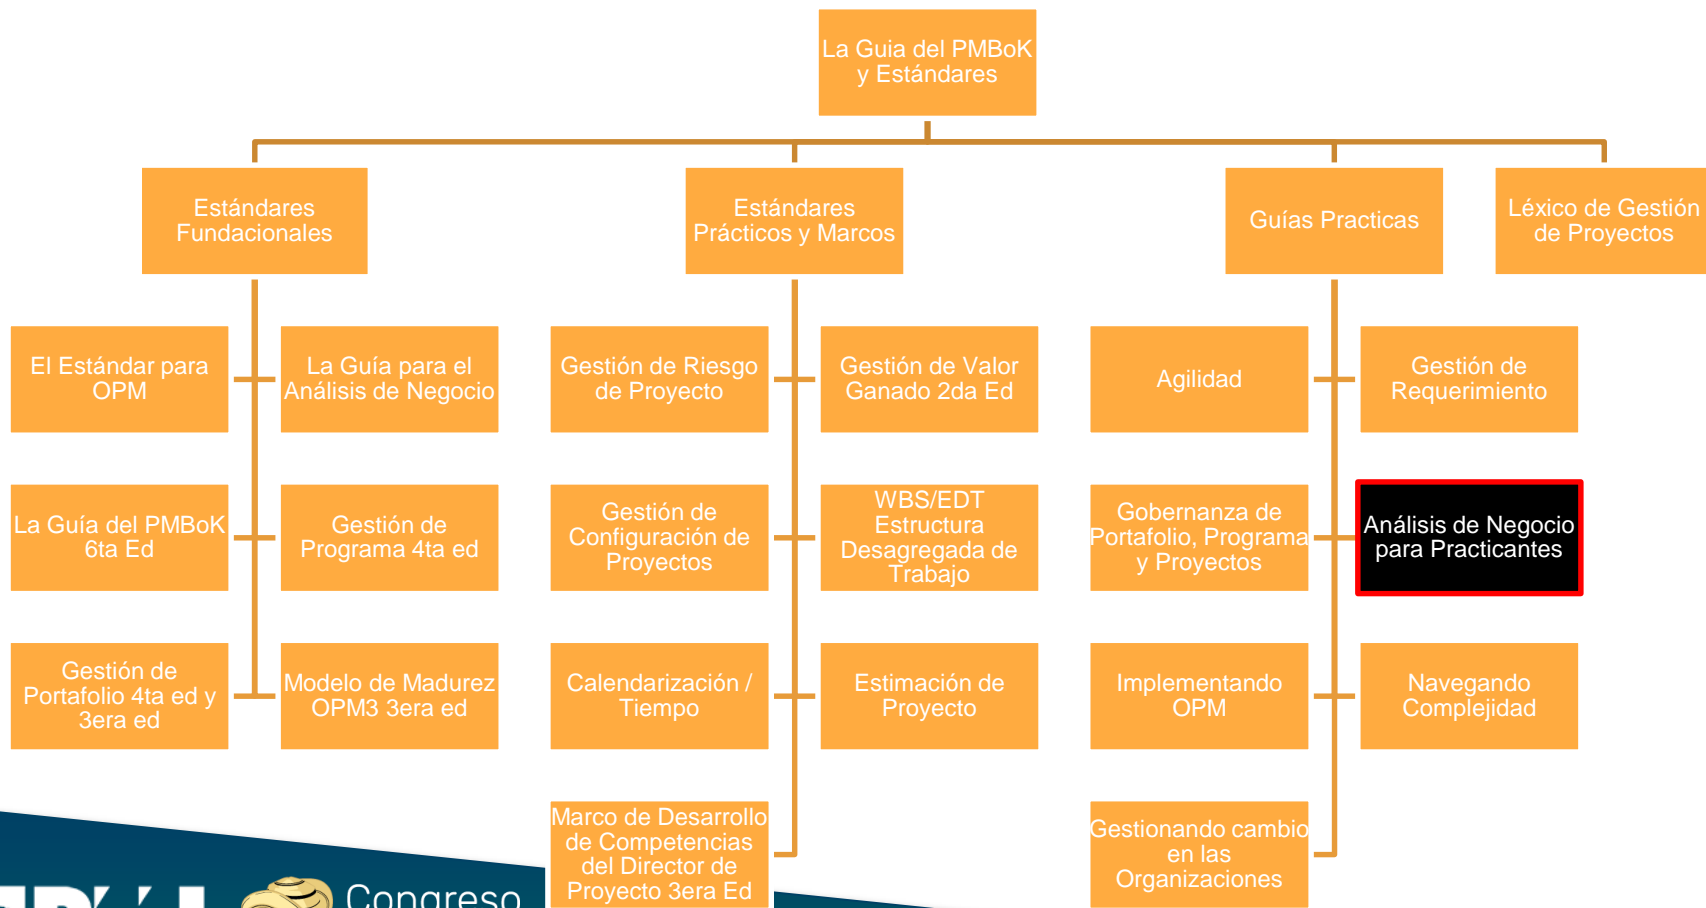 La Guia del PMBoK
y Estándares
Estándares
Fundacionales
Estándares
Prácticos y Marcos
Guías Practicas
Léxico de Gestión
de Proyectos
El Estándar para
OPM
La Guía para el
Análisis de Negocio
Gestión de Riesgo
de Proyecto
Gestión de Valor
Ganado 2da Ed
Agilidad
Gestión de
Requerimiento
La Guía del PMBoK
6ta Ed
Gestión de
Programa 4ta ed
Gestión de
Configuración de
Proyectos
WBS/EDT
Estructura
Desagregada de
Trabajo
Gobernanza de
Portafolio, Programa
y Proyectos
Análisis de Negocio
para Practicantes
Gestión de
Portafolio 4ta ed y
3era ed
Modelo de Madurez
OPM3 3era ed
Calendarización /
Tiempo
Estimación de
Proyecto
Implementando
OPM
Navegando
Complejidad
Marco de Desarrollo
de Competencias
del Director de
Proyecto 3era Ed
Gestionando cambio
en las
Organizaciones
Congreso